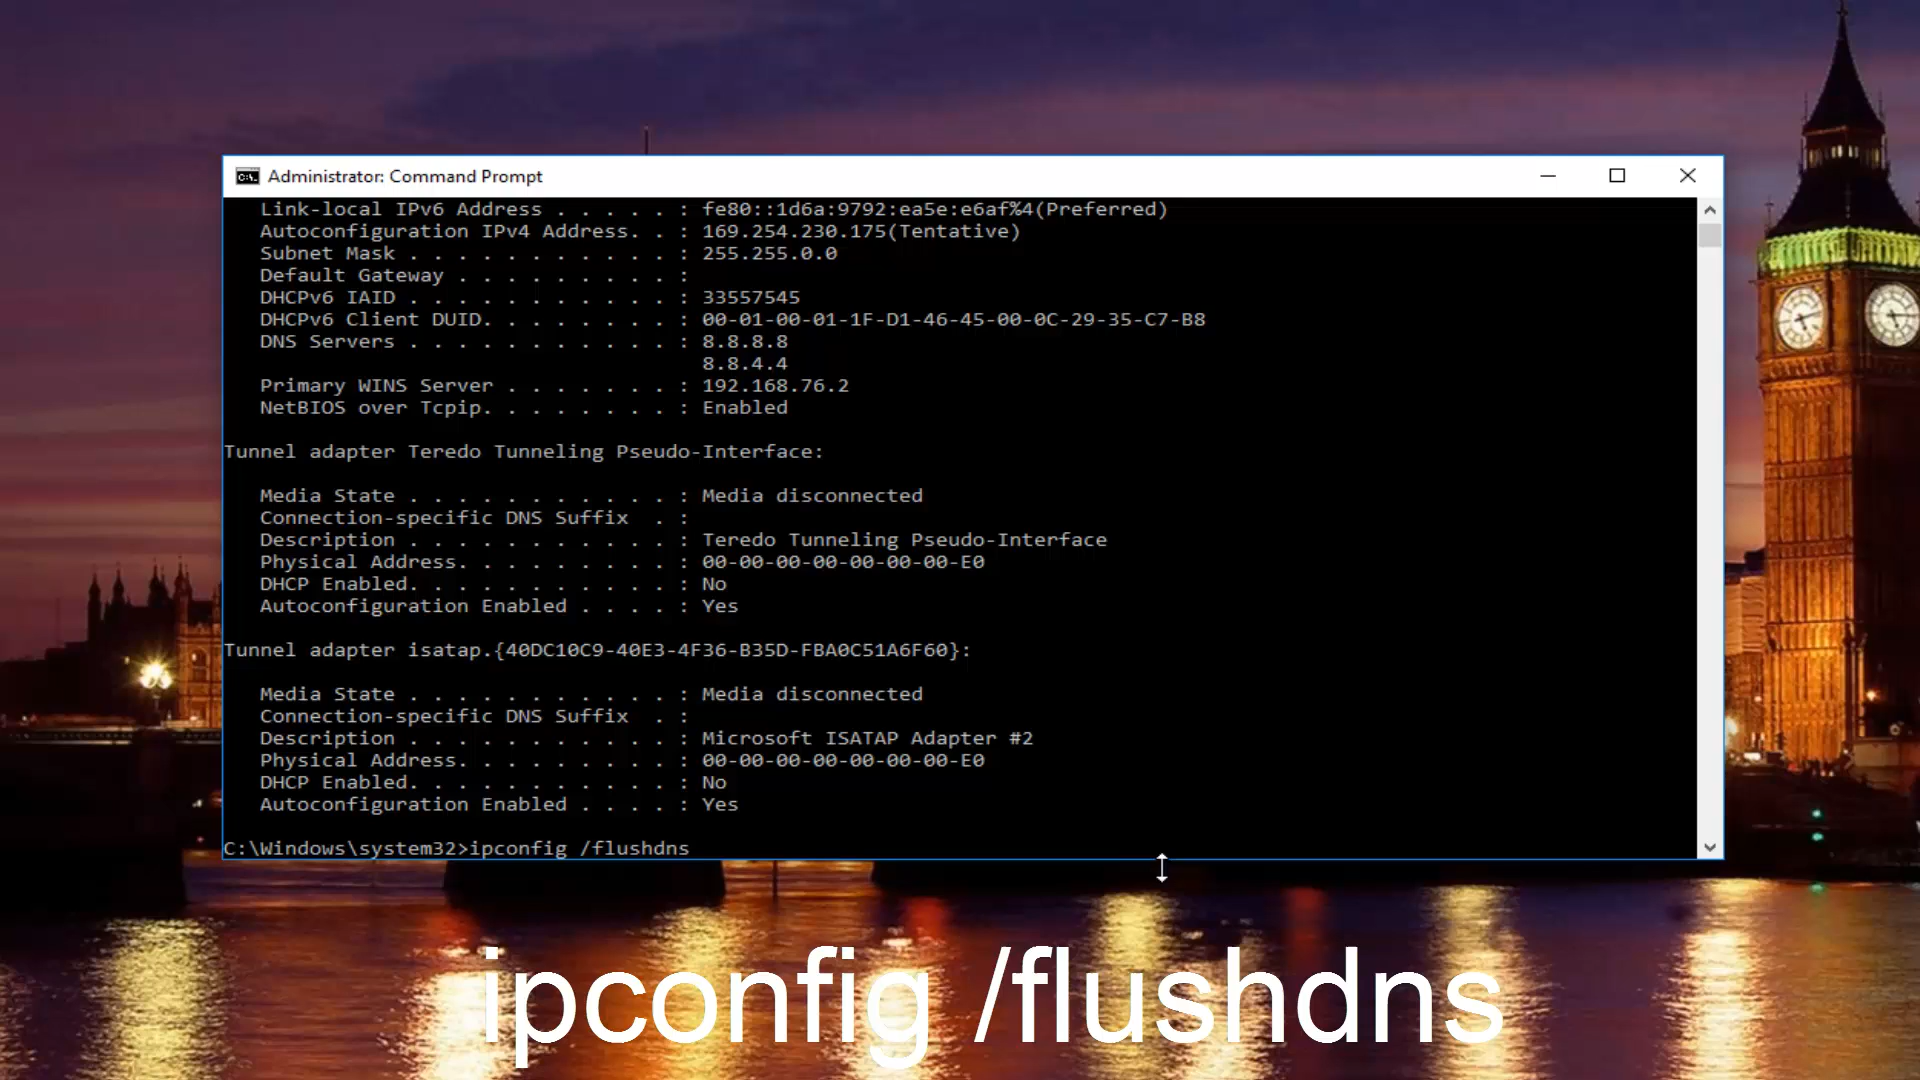 Administrator: Command Prompt
Link-local IPv6 Address . . . . . : fe80::1d6a:9792:ea5e:e6af%4(Preferred)
Autoconfiguration IPv4 Address. . : 169.254.230.175(Tentative)
Subnet Mask . . . . . . . . . . . : 255.255.0.0
Default Gateway . . . . . . . . . :
DHCPv6 IAID . . . . . . . . . . . : 33557545
DHCPv6 Client DUID. . . . . . . . : 00-01-00-01-1F-D1-46-45-00-0C-29-35-C7-B8
DNS Servers . . . . . . . . . . . : 8.8.8.8
8.8.4.4
Primary WINS Server . . . . . . . : 192.168.76.2
NetBIOS over Tcpip. . . . . . . . : Enabled
Tunnel adapter Teredo Tunneling Pseudo-Interface:
Media State . . . . . . . . . . . : Media disconnected
Connection-specific DNS Suffix  . :
Description . . . . . . . . . . . : Teredo Tunneling Pseudo-Interface
Physical Address. . . . . . . . . : 00-00-00-00-00-00-00-E0
DHCP Enabled. . . . . . . . . . . : No
Autoconfiguration Enabled . . . . : Yes
Tunnel adapter isatap.{40DC10C9-40E3-4F36-B35D-FBA0C51A6F60}:
Media State . . . . . . . . . . . : Media disconnected
Connection-specific DNS Suffix  . :
Description . . . . . . . . . . . : Microsoft ISATAP Adapter #2
Physical Address. . . . . . . . . : 00-00-00-00-00-00-00-E0
DHCP Enabled. . . . . . . . . . . : No
Autoconfiguration Enabled . . . . : Yes
C:\Windows\system32>ipconfig /flushdns
ipconfig /flushdns